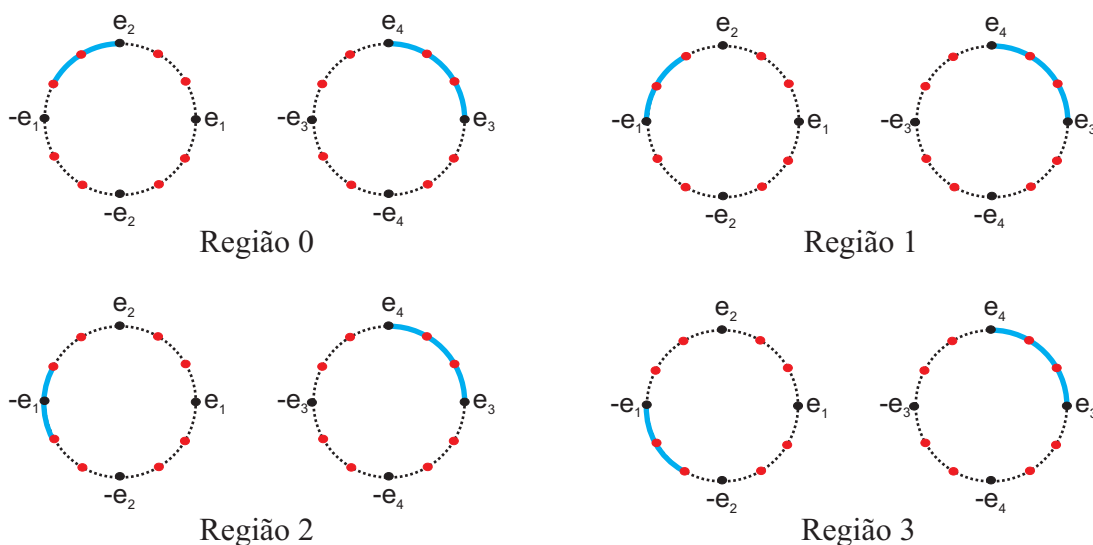 e₂
-e₁
e₁
-e₂
e₄
-e₃
e₃
-e₄
Região 0
e₂
-e₁
e₁
-e₂
e₄
-e₃
e₃
-e₄
Região 1
e₂
-e₁
e₁
-e₂
e₄
-e₃
e₃
-e₄
Região 2
e₂
-e₁
e₁
-e₂
e₄
-e₃
e₃
-e₄
Região 3